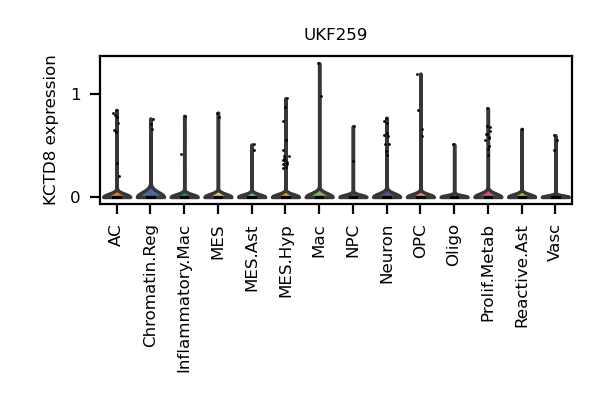 UKF259
KCTD8 expression
1
0
AC
Chromatin.Reg
Inflammatory.Mac
MES
MES.Ast
MES.Hyp
Mac
NPC
Neuron
OPC
Oligo
Prolif.Metab
Reactive.Ast
Vasc